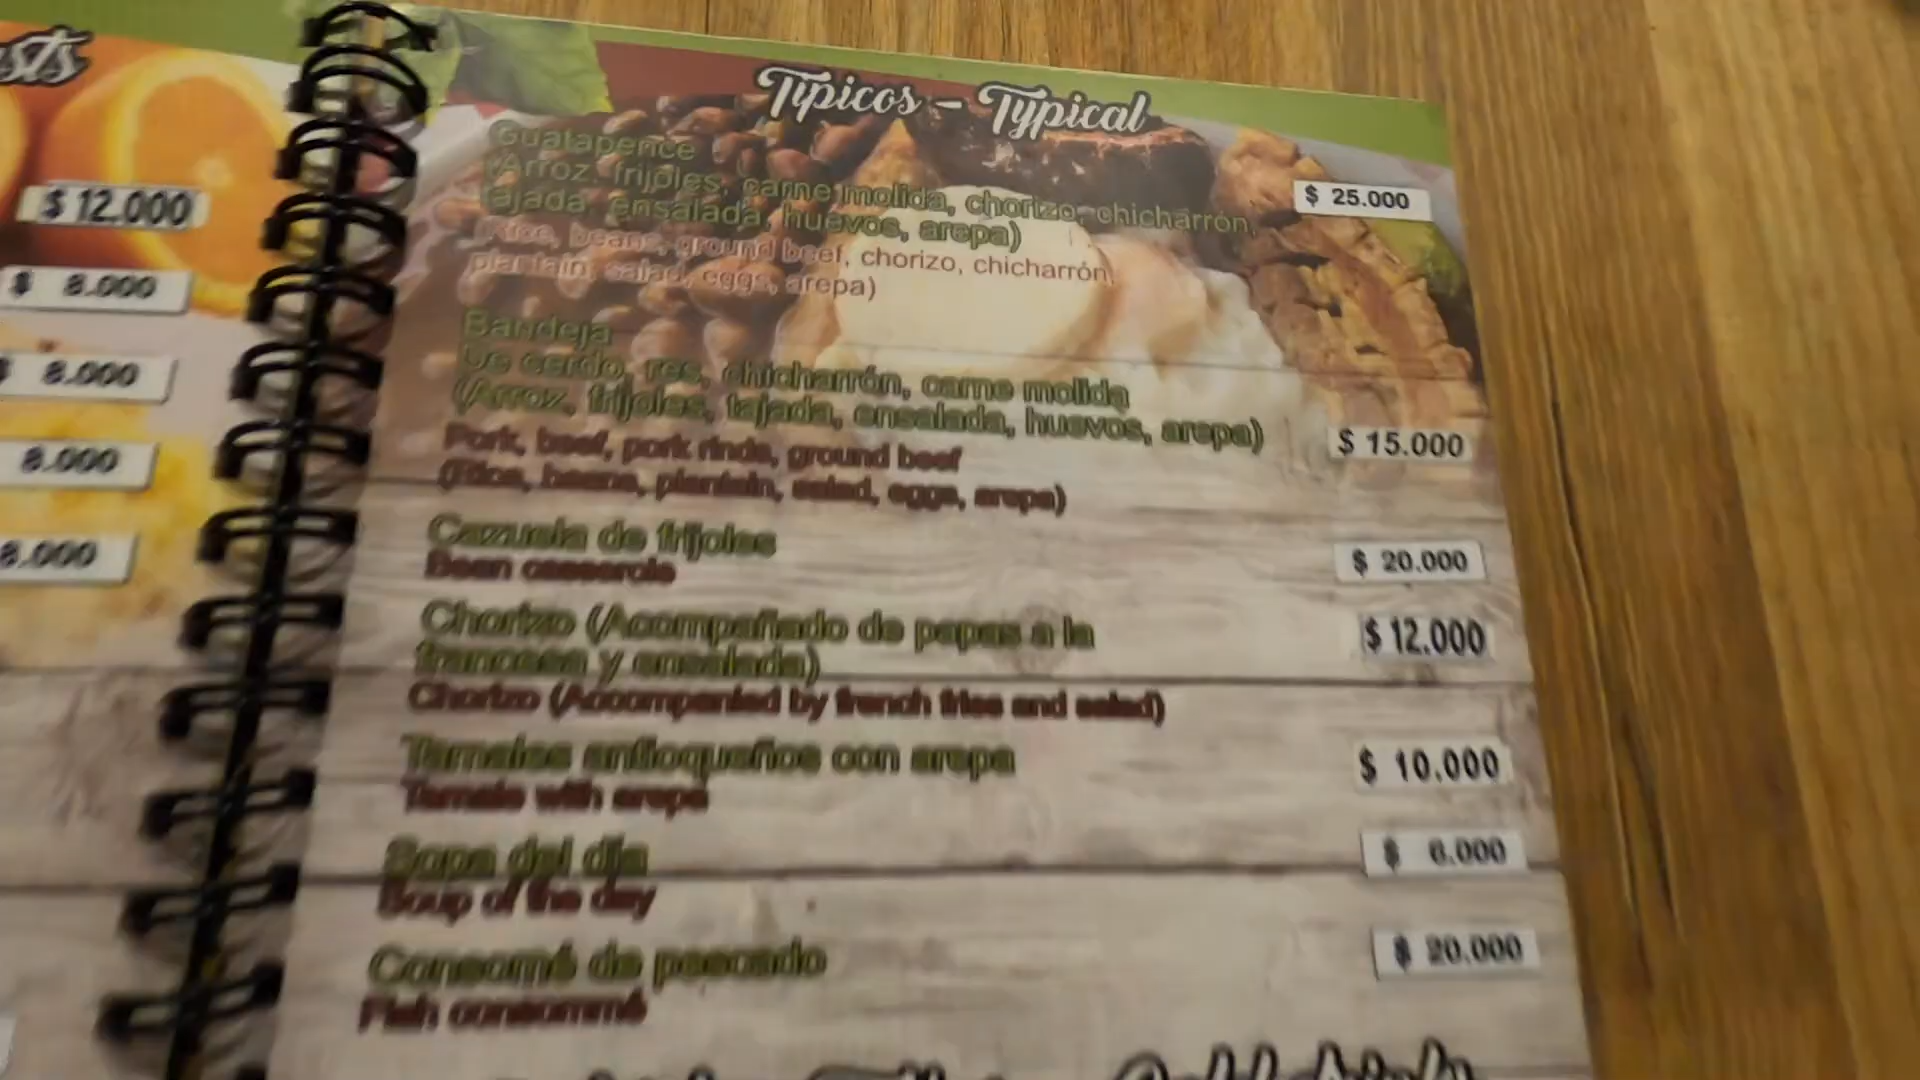 sts
$ 12.000
$ 8.000
$ 8.000
8.000
8.000
Típicos - Typical
Guatapence
(Arroz, frijoles, carne molida, chorizo, chicharrón,
tajada, ensalada, huevos, arepa) $ 25.000
(Rice, beans, ground beef, chorizo, chicharrón,
plantain, salad, eggs, arepa)
Bandeja
De cerdo, res, chicharrón, carne molida
(Arroz, frijoles, tajada, ensalada, huevos, arepa) $ 15.000
Pork, beef, pork rinds, ground beef
(Rice, beans, plantain, salad, eggs, arepa)
Cazuela de frijoles $ 20.000
Bean casserole
Chorizo (Acompañado de papas a la $ 12.000
francesa y ensalada)
Chorizo (Accompanied by french fries and salad)
Tamales antioqueños con arepa $ 10.000
Tamale with arepa
Sopa del día $ 6.000
Soup of the day
Consomé de pescado $ 20.000
Fish consommé